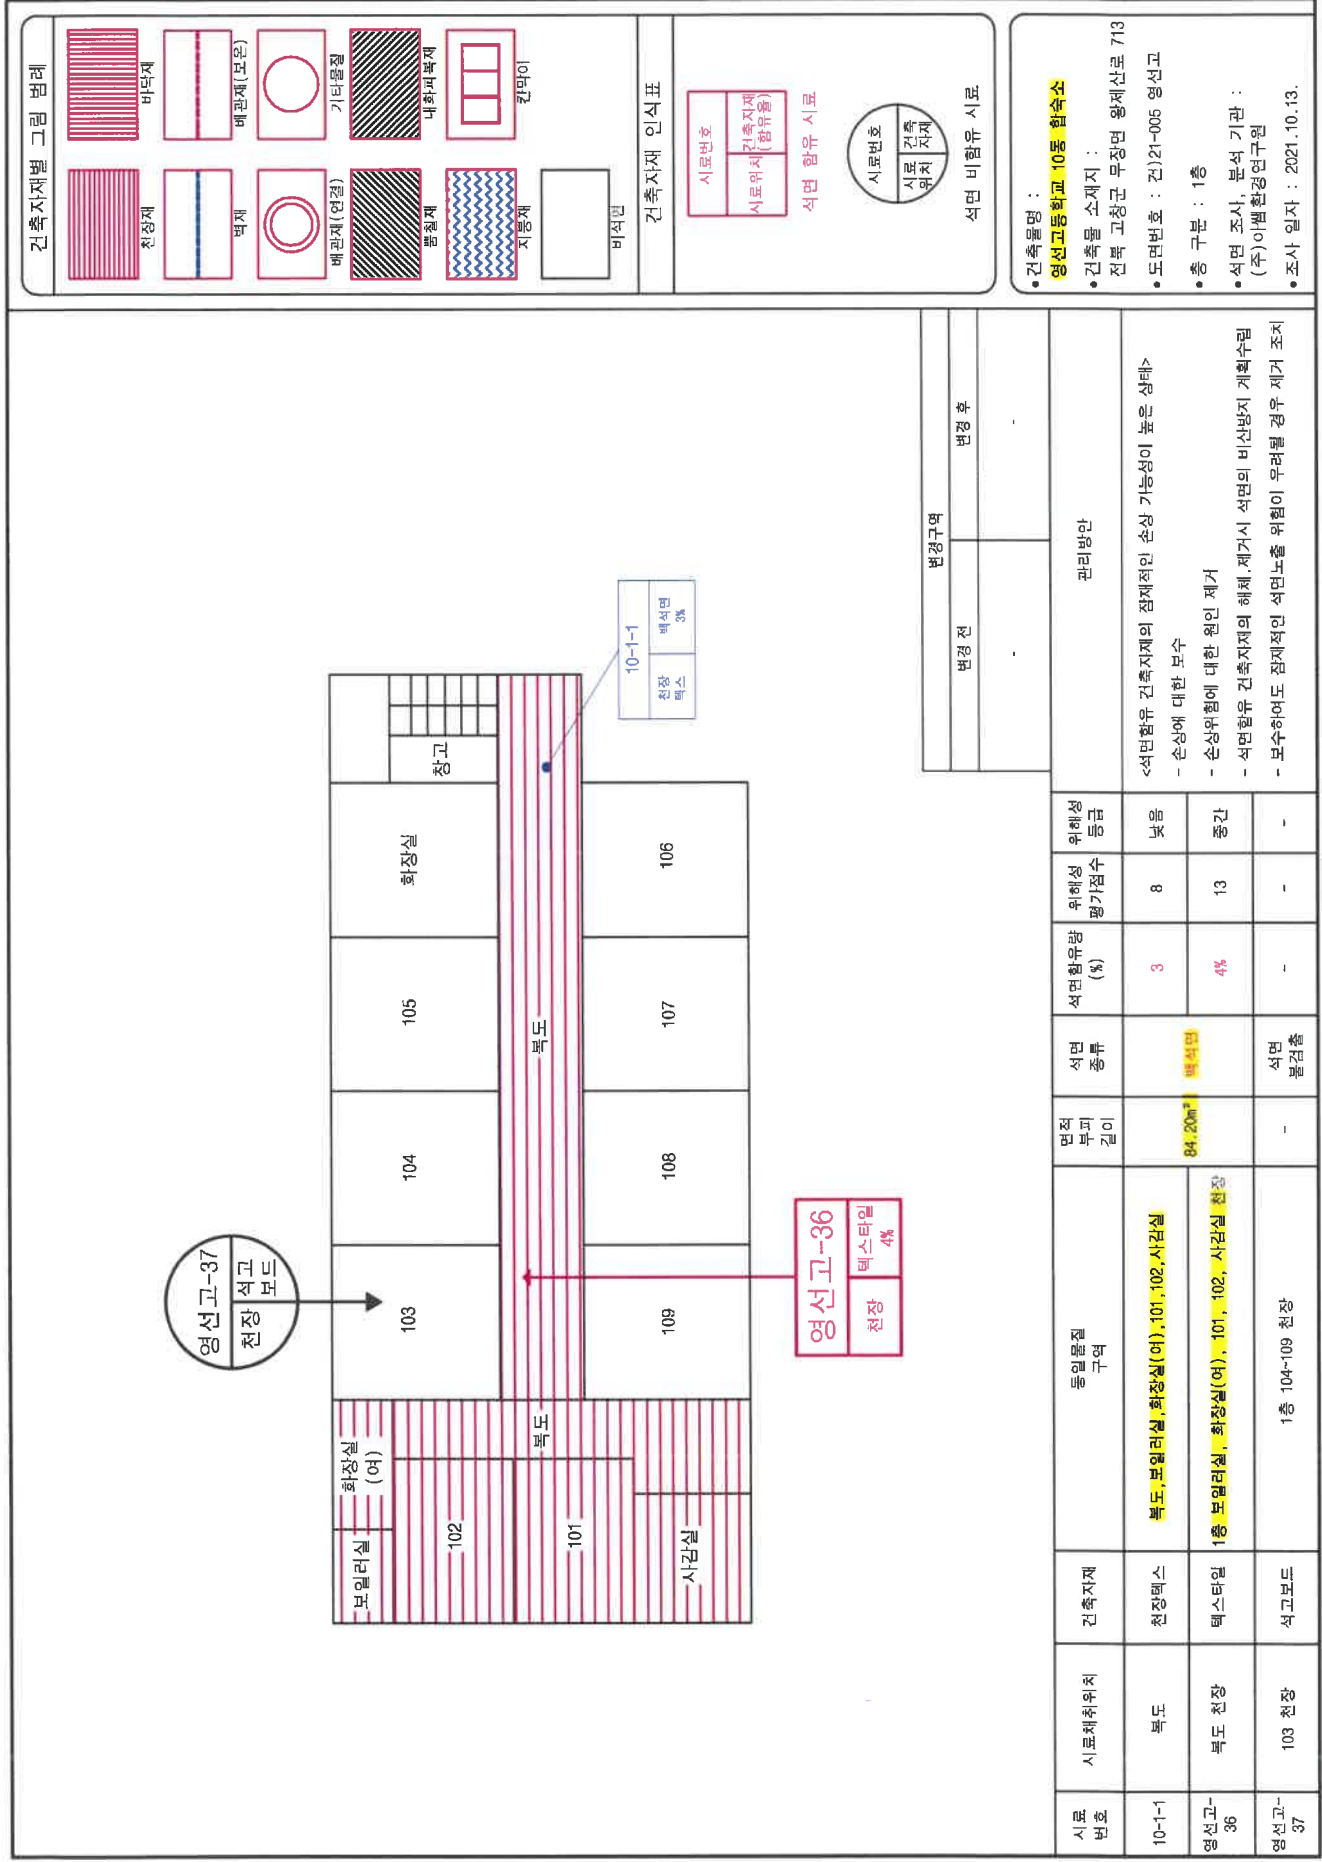 건축자재별 그림 범례
천장재
바닥재
벽재
배관재(보온)
배관재(연결)
기타물질
뿜칠재
내화피복재
지붕재
칸막이
비석면
건축자재 인식표
시료번호
시료위치
건축자재
(함유율)
석면 함유 시료
시료번호
시료
위치
건축
자재
석면 비함유 시료
• 건축물명 :
영선고등학교 10동 합숙소
• 건축물 소재지 :
전북 고창군 무장면 왕제산로 713
• 도면번호 : 건)21-005 영선고
• 층 구분 : 1층
• 석면 조사, 분석 기관 :
(주)이엠환경연구원
• 조사 일자 : 2021.10.13.
영선고-37
천장
석고
보드
보일러실
화장실
(여)
103
104
105
화장실
창고
102
101
사감실
복도
복도
109
108
107
106
영선고-36
천장
텍스타일
4%
10-1-1
천장
텍스
백석면
3%
변경구역
변경 전
변경 후
-
-
시료
번호
시료채취위치
건축자재
동일물질
구역
면적
부피
길이
석면
종류
석면함유량
(%)
위해성
평가점수
위해성
등급
관리방안
10-1-1
복도
천장텍스
복도,보일러실,화장실(여),101,102,사감실
84.20m²
백석면
3
8
낮음
영선고-
36
복도 천장
텍스타일
1층 보일러실, 화장실(여), 101, 102, 사감실 천장
4%
13
중간
영선고-
37
103 천장
석고보드
1층 104~109 천장
-
석면
불검출
-
-
-
<석면함유 건축자재의 잠재적인 손상 가능성이 높은 상태>
- 손상에 대한 보수
- 손상위험에 대한 원인 제거
- 석면함유 건축자재의 해체.제거시 석면의 비산방지 계획수립
- 보수하여도 잠재적인 석면노출 위험이 우려될 경우 제거 조치